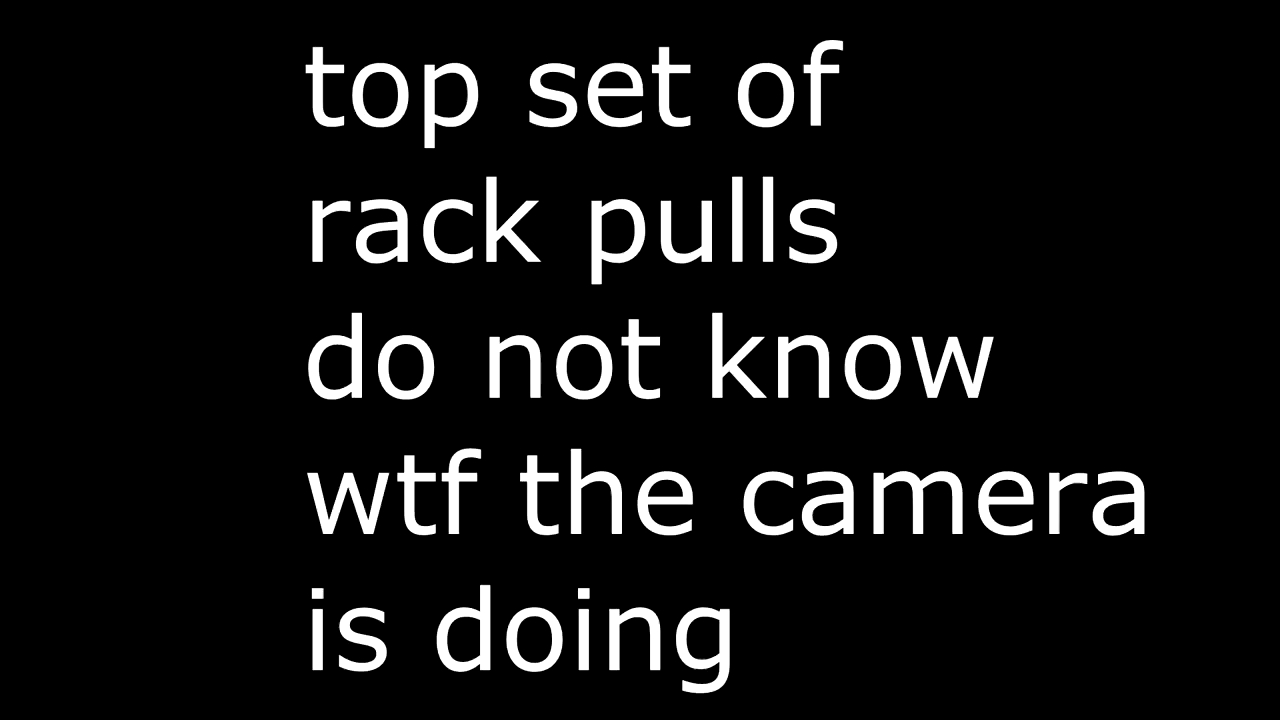 top set of
rack pulls
do not know
wtf the camera
is doing